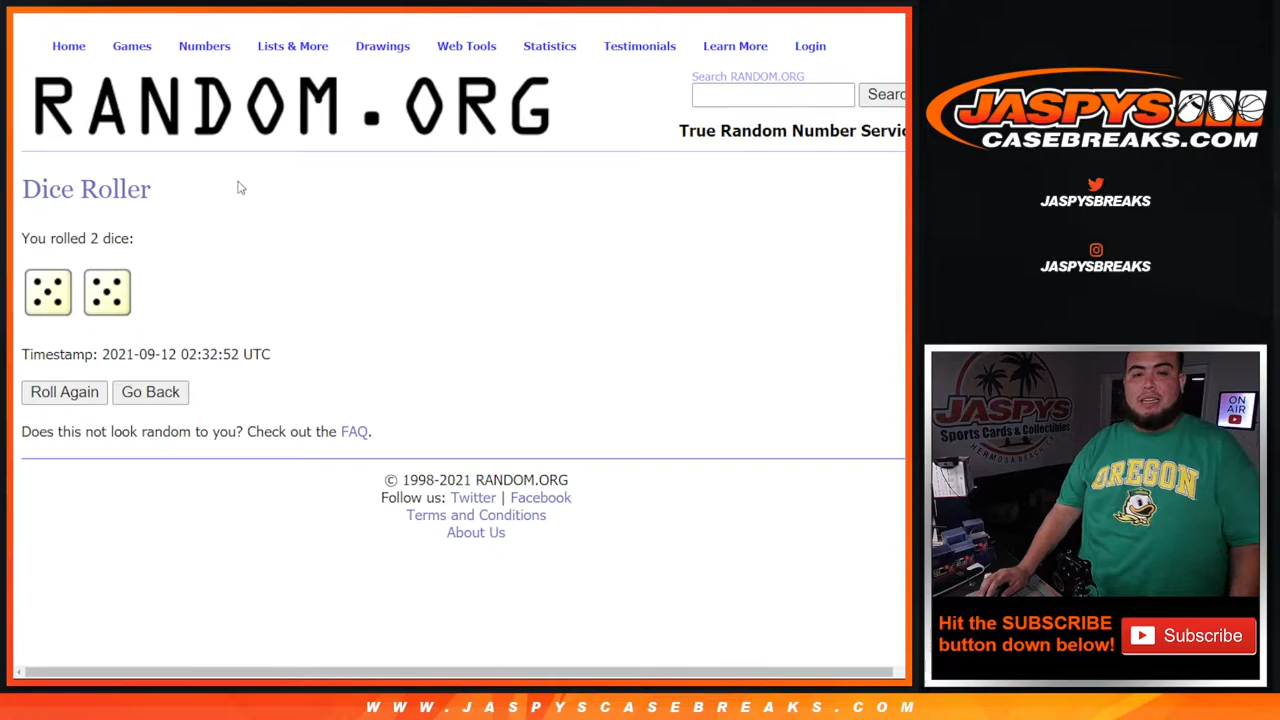 Home Games Numbers Lists & More Drawings Web Tools Statistics Testimonials Learn More Login
RANDOM.ORG
Search RANDOM.ORG
Searc
True Random Number Servic
Dice Roller
You rolled 2 dice:
Timestamp: 2021-09-12 02:32:52 UTC
Roll Again Go Back
Does this not look random to you? Check out the FAQ.
© 1998-2021 RANDOM.ORG
Follow us: Twitter | Facebook
Terms and Conditions
About Us
JASPYS
CASEBREAKS.COM
JASPYSBREAKS
JASPYSBREAKS
JASPYS
Sports Cards & Collectibles
HERMOSA BEACH, CA
ON
AIR
OREGON
Hit the SUBSCRIBE
button down below!
Subscribe
WWW.JASPYSCASEBREAKS.COM